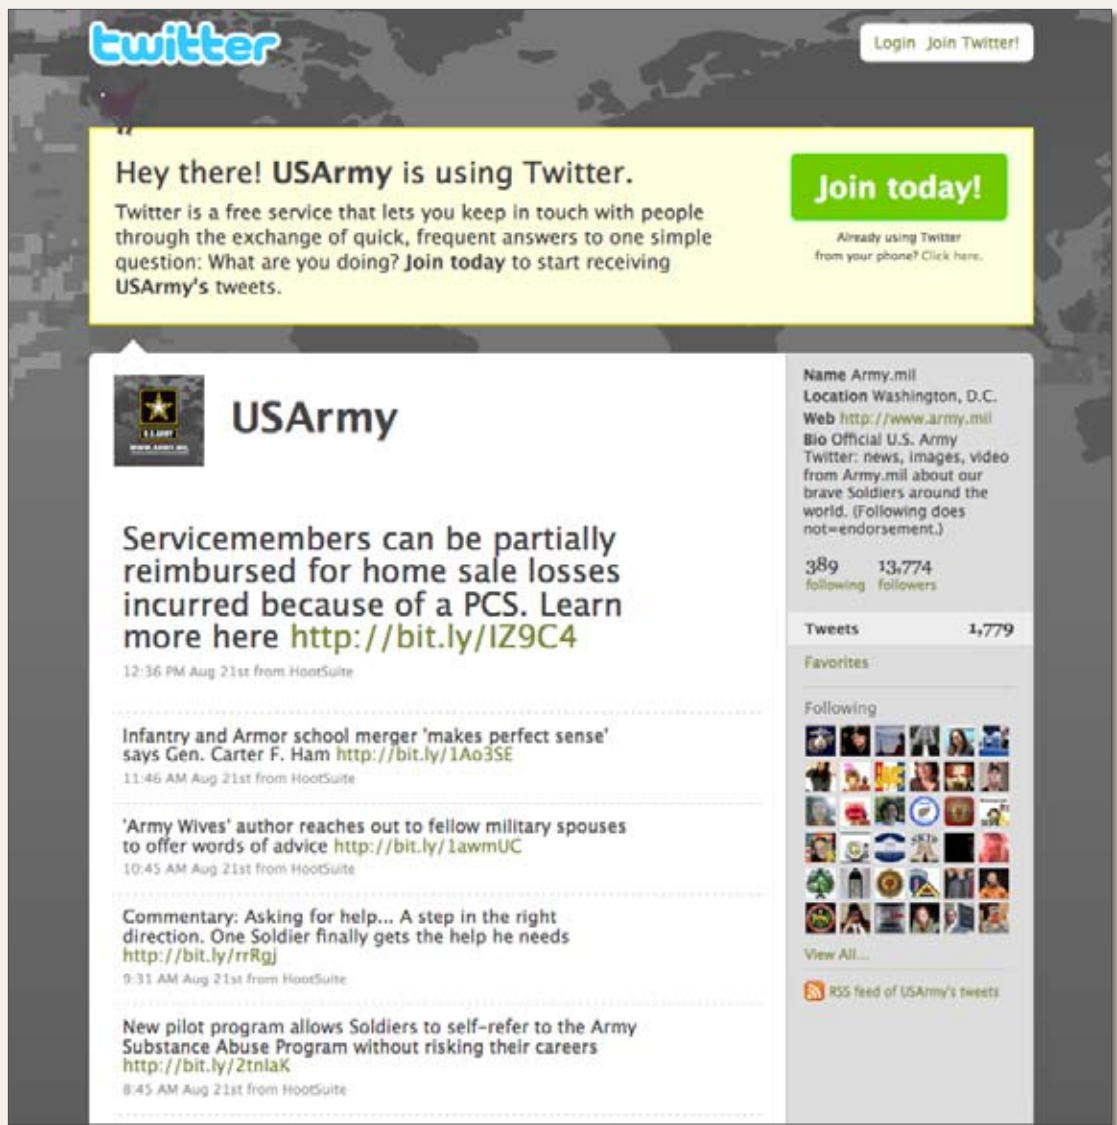 twitter
Login Join Twitter!
Hey there! USArmy is using Twitter.
Twitter is a free service that lets you keep in touch with people
through the exchange of quick, frequent answers to one simple
question: What are you doing? Join today to start receiving
USArmy's tweets.
Join today!
Already using Twitter
from your phone? Click here.
U.S.ARMY
WWW.ARMY.MIL
USArmy
Servicemembers can be partially
reimbursed for home sale losses
incurred because of a PCS. Learn
more here http://bit.ly/IZ9C4
12:36 PM Aug 21st from HootSuite
Infantry and Armor school merger 'makes perfect sense'
says Gen. Carter F. Ham http://bit.ly/1Ao3SE
11:46 AM Aug 21st from HootSuite
'Army Wives' author reaches out to fellow military spouses
to offer words of advice http://bit.ly/1awmUC
10:45 AM Aug 21st from HootSuite
Commentary: Asking for help... A step in the right
direction. One Soldier finally gets the help he needs
http://bit.ly/rrRgj
9:31 AM Aug 21st from HootSuite
New pilot program allows Soldiers to self-refer to the Army
Substance Abuse Program without risking their careers
http://bit.ly/2tnlaK
8:45 AM Aug 21st from HootSuite
Name Army.mil
Location Washington, D.C.
Web http://www.army.mil
Bio Official U.S. Army
Twitter: news, images, video
from Army.mil about our
brave Soldiers around the
world. (Following does
not=endorsement.)
389 13,774
following followers
Tweets 1,779
Favorites
Following
View All...
RSS feed of USArmy's tweets